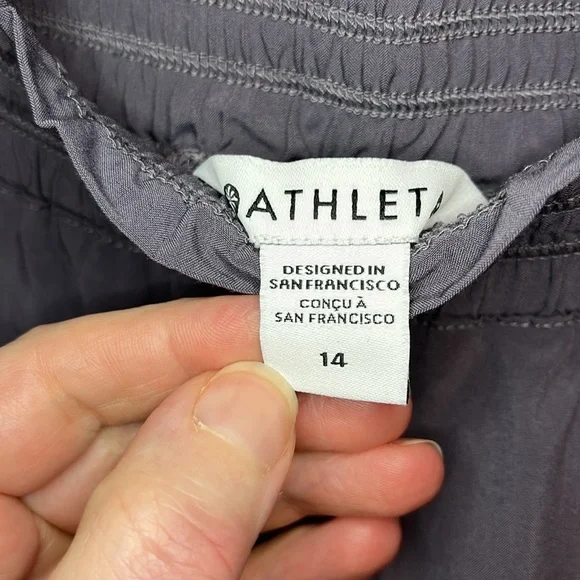 ATHLETA
DESIGNED IN
SAN FRANCISCO
CONÇU À
SAN FRANCISCO
14